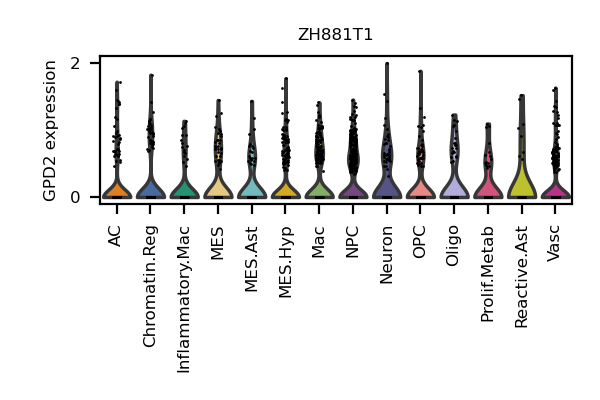 ZH881T1
GPD2 expression
2
0
AC
Chromatin.Reg
Inflammatory.Mac
MES
MES.Ast
MES.Hyp
Mac
NPC
Neuron
OPC
Oligo
Prolif.Metab
Reactive.Ast
Vasc